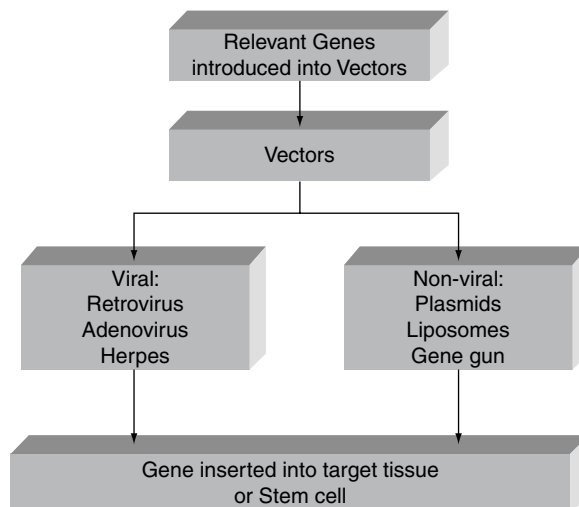 Relevant Genes
introduced into Vectors
Vectors
Viral:
Retrovirus
Adenovirus
Herpes
Non-viral:
Plasmids
Liposomes
Gene gun
Gene inserted into target tissue
or Stem cell